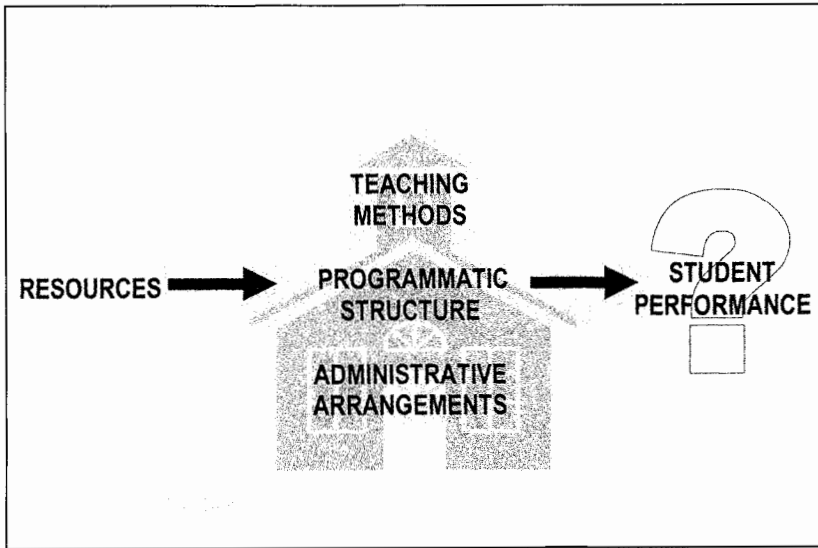 RESOURCES
TEACHING
METHODS
PROGRAMMATIC
STRUCTURE
ADMINISTRATIVE
ARRANGEMENTS
STUDENT
PERFORMANCE
?